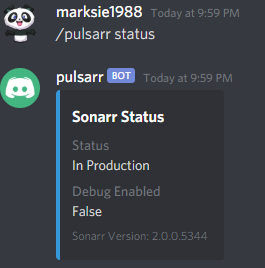 marksie1988 Today at 9:59 PM
/pulsarr status
pulsarr BOT Today at 9:59 PM
Sonarr Status
Status
In Production
Debug Enabled
False
Sonarr Version: 2.0.0.5344